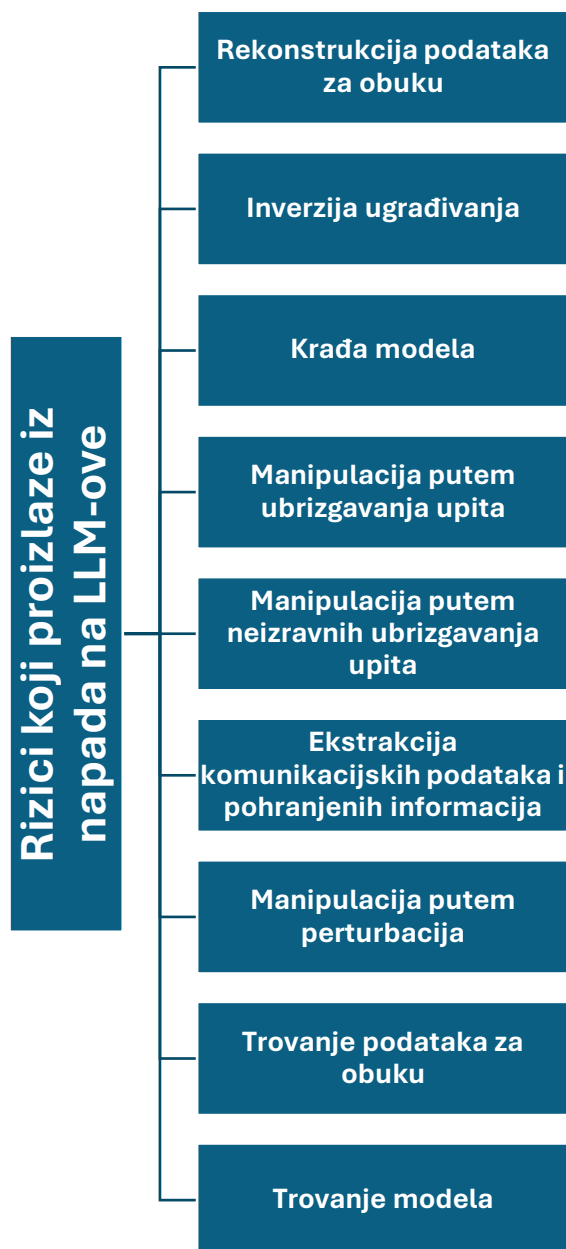 Rizici koji proizlaze iz
napada na LLM-ove
Rekonstrukcija podataka
za obuku
Inverzija ugrađivanja
Krađa modela
Manipulacija putem
ubrizgavanja upita
Manipulacija putem
neizravnih ubrizgavanja
upita
Ekstrakcija
komunikacijskih podataka i
pohranjenih informacija
Manipulacija putem
perturbacija
Trovanje podataka za
obuku
Trovanje modela